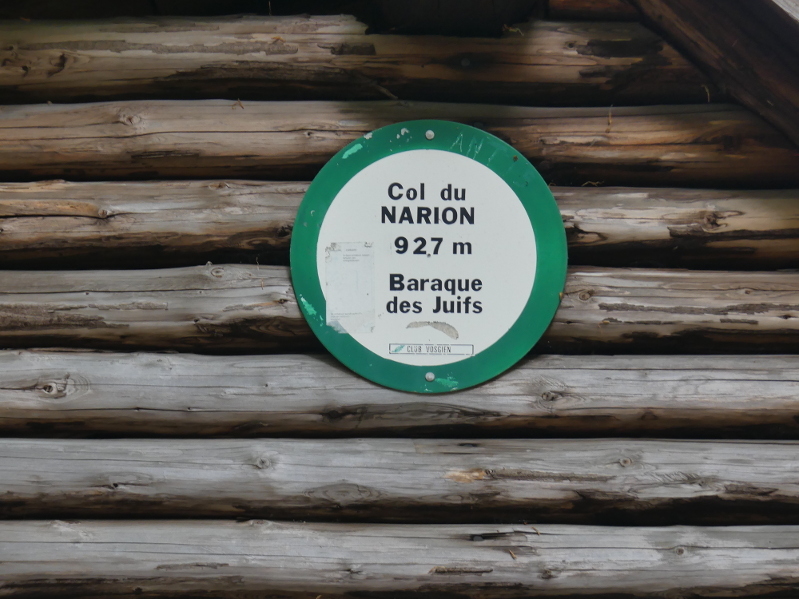 Col du
NARION
927 m
Baraque
des Juifs
CLUB VOSGIEN